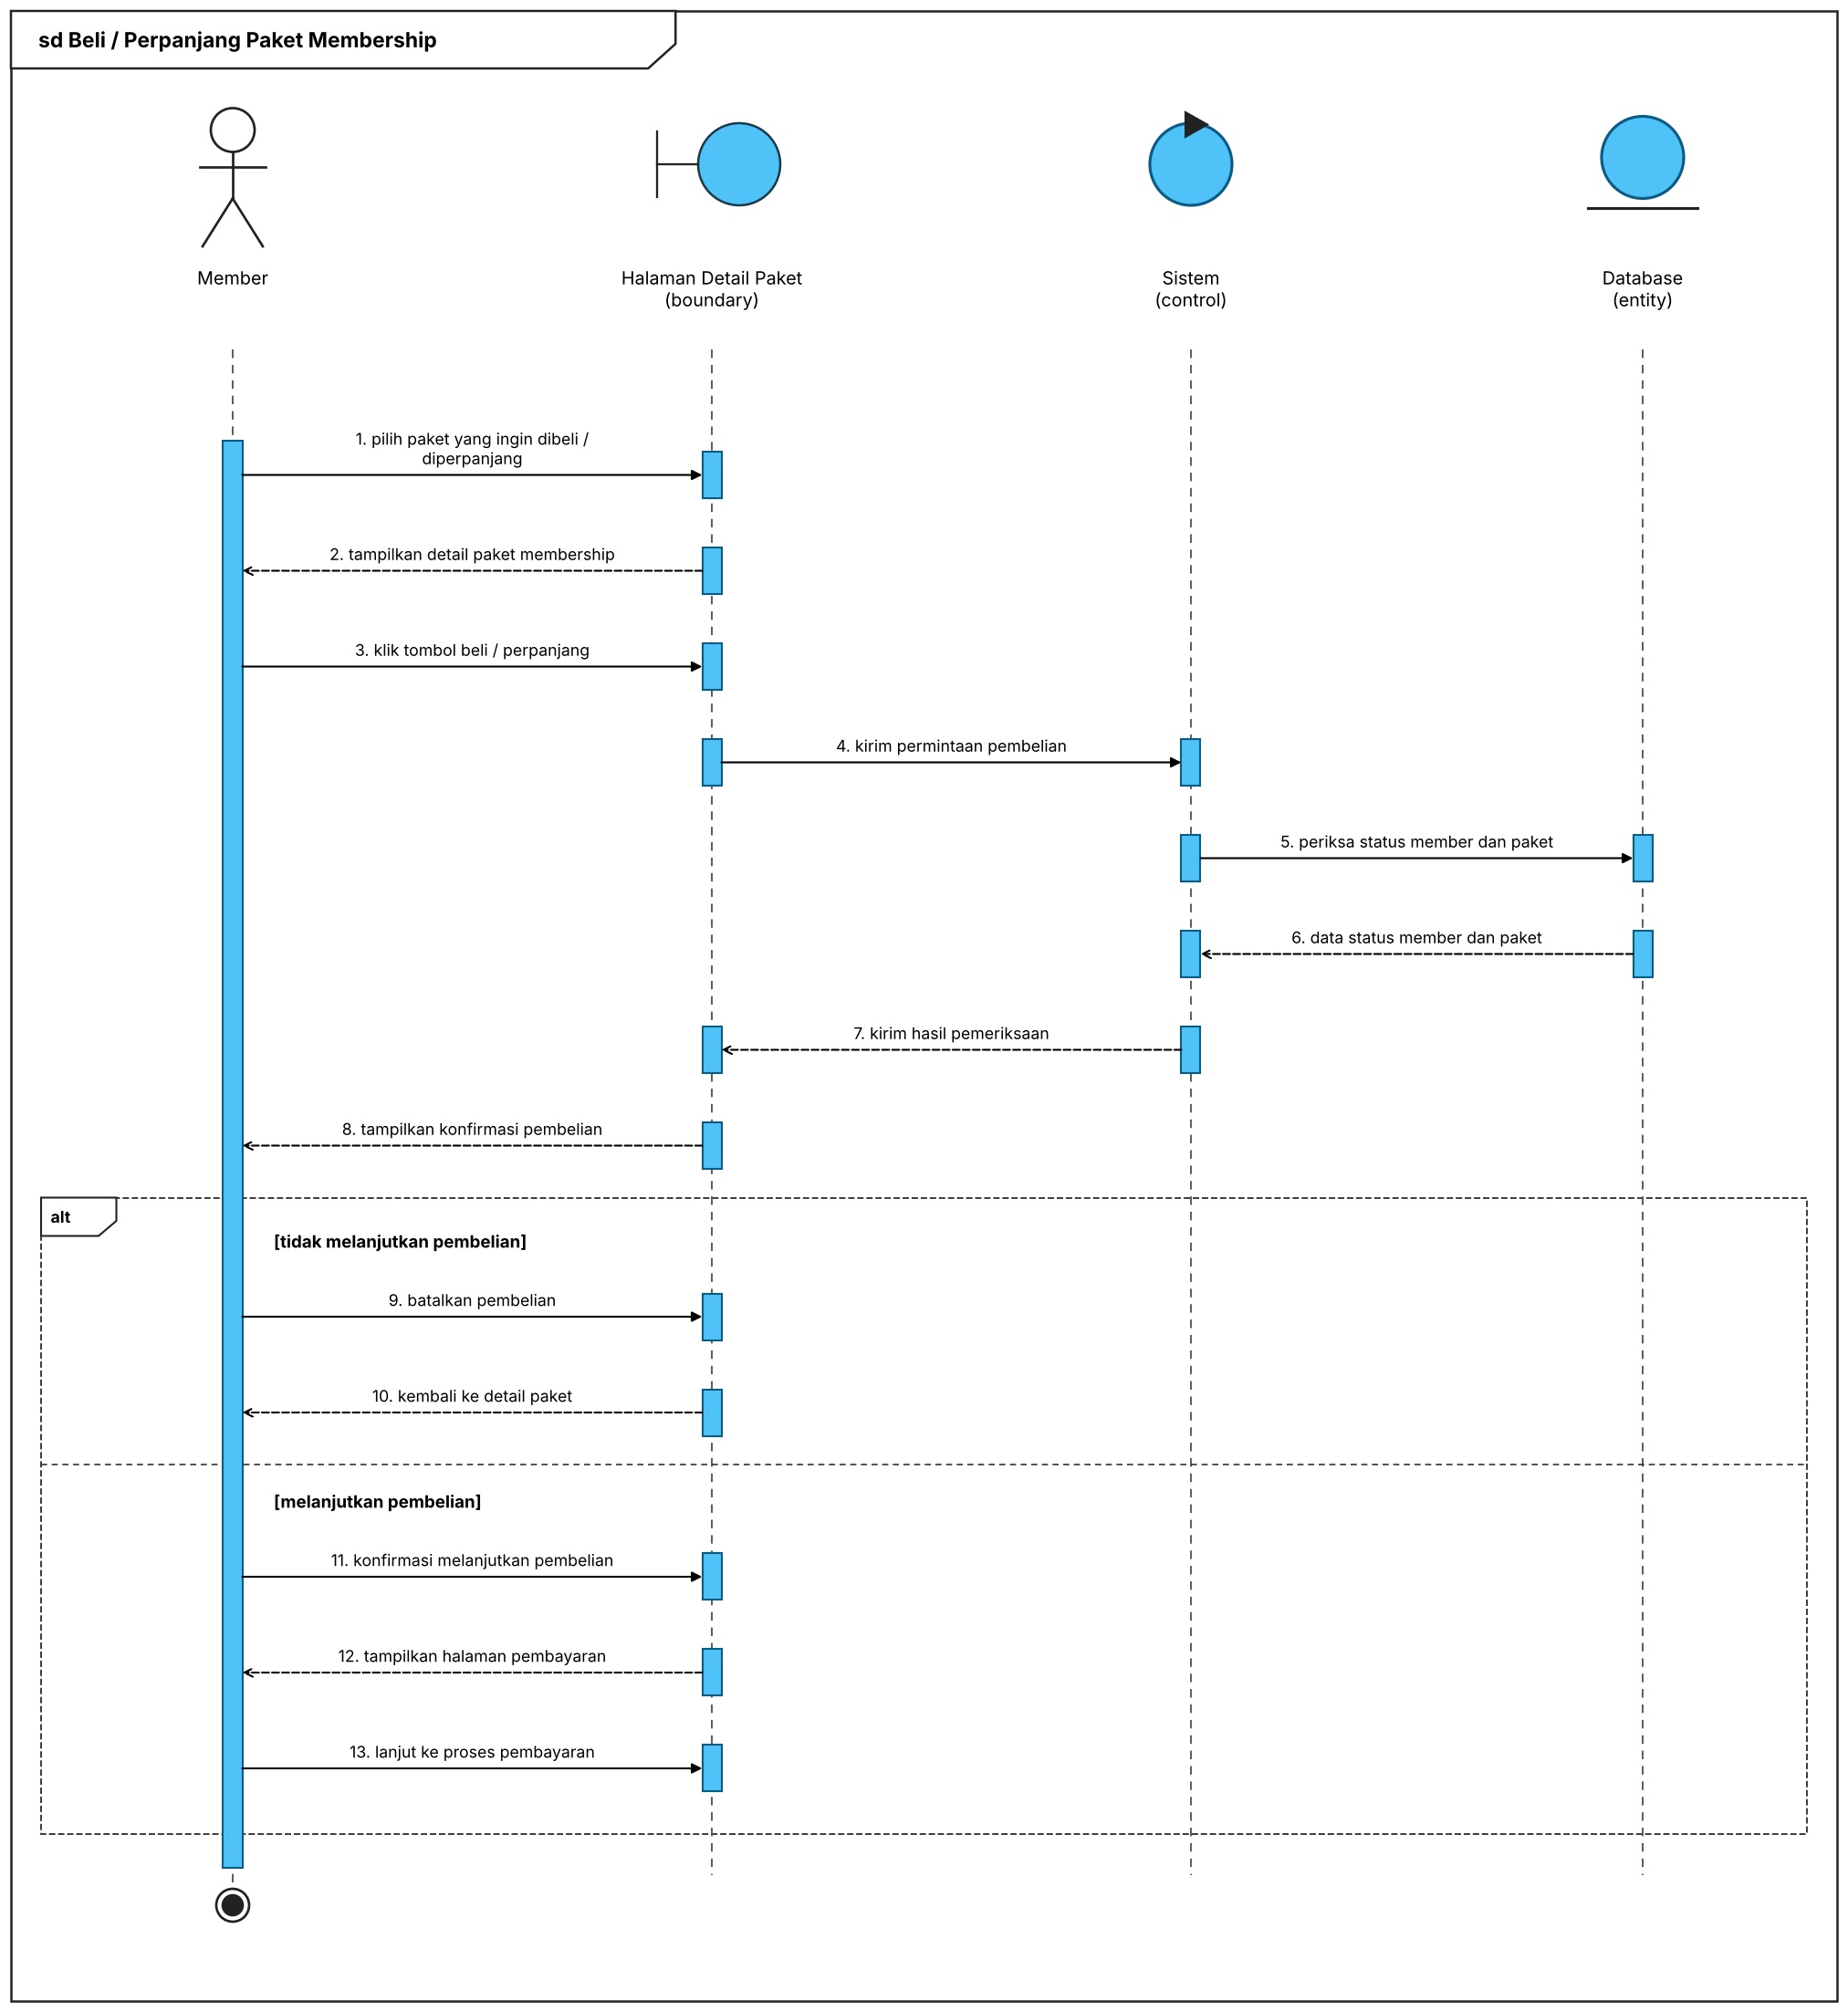 sd Beli / Perpanjang Paket Membership
Member
Halaman Detail Paket
(boundary)
Sistem
(control)
Database
(entity)
1. pilih paket yang ingin dibeli /
diperpanjang
2. tampilkan detail paket membership
3. klik tombol beli / perpanjang
4. kirim permintaan pembelian
5. periksa status member dan paket
6. data status member dan paket
7. kirim hasil pemeriksaan
8. tampilkan konfirmasi pembelian
alt
[tidak melanjutkan pembelian]
9. batalkan pembelian
10. kembali ke detail paket
[melanjutkan pembelian]
11. konfirmasi melanjutkan pembelian
12. tampilkan halaman pembayaran
13. lanjut ke proses pembayaran